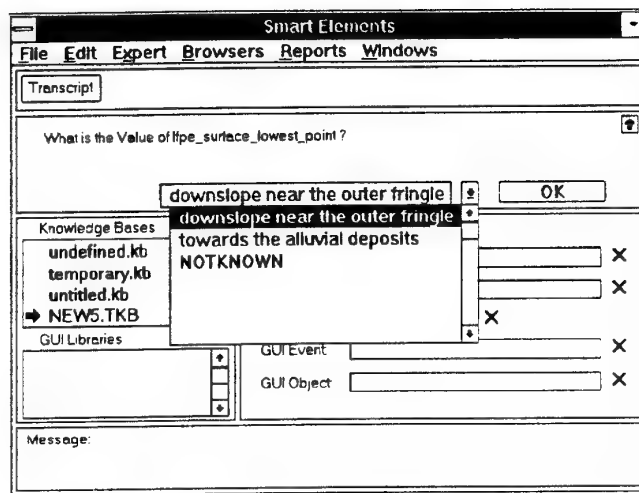 Smart Elements
File Edit Expert Browsers Reports Windows
Transcript
What is the Value of lfpe_surface_lowest_point ?
downslope near the outer fringle
OK
downslope near the outer fringle
towards the alluvial deposits
NOTKNOWN
Knowledge Bases
undefined.kb
temporary.kb
untitled.kb
NEW5.TKB
GUI Libraries
GUI Event
GUI Object
Message: